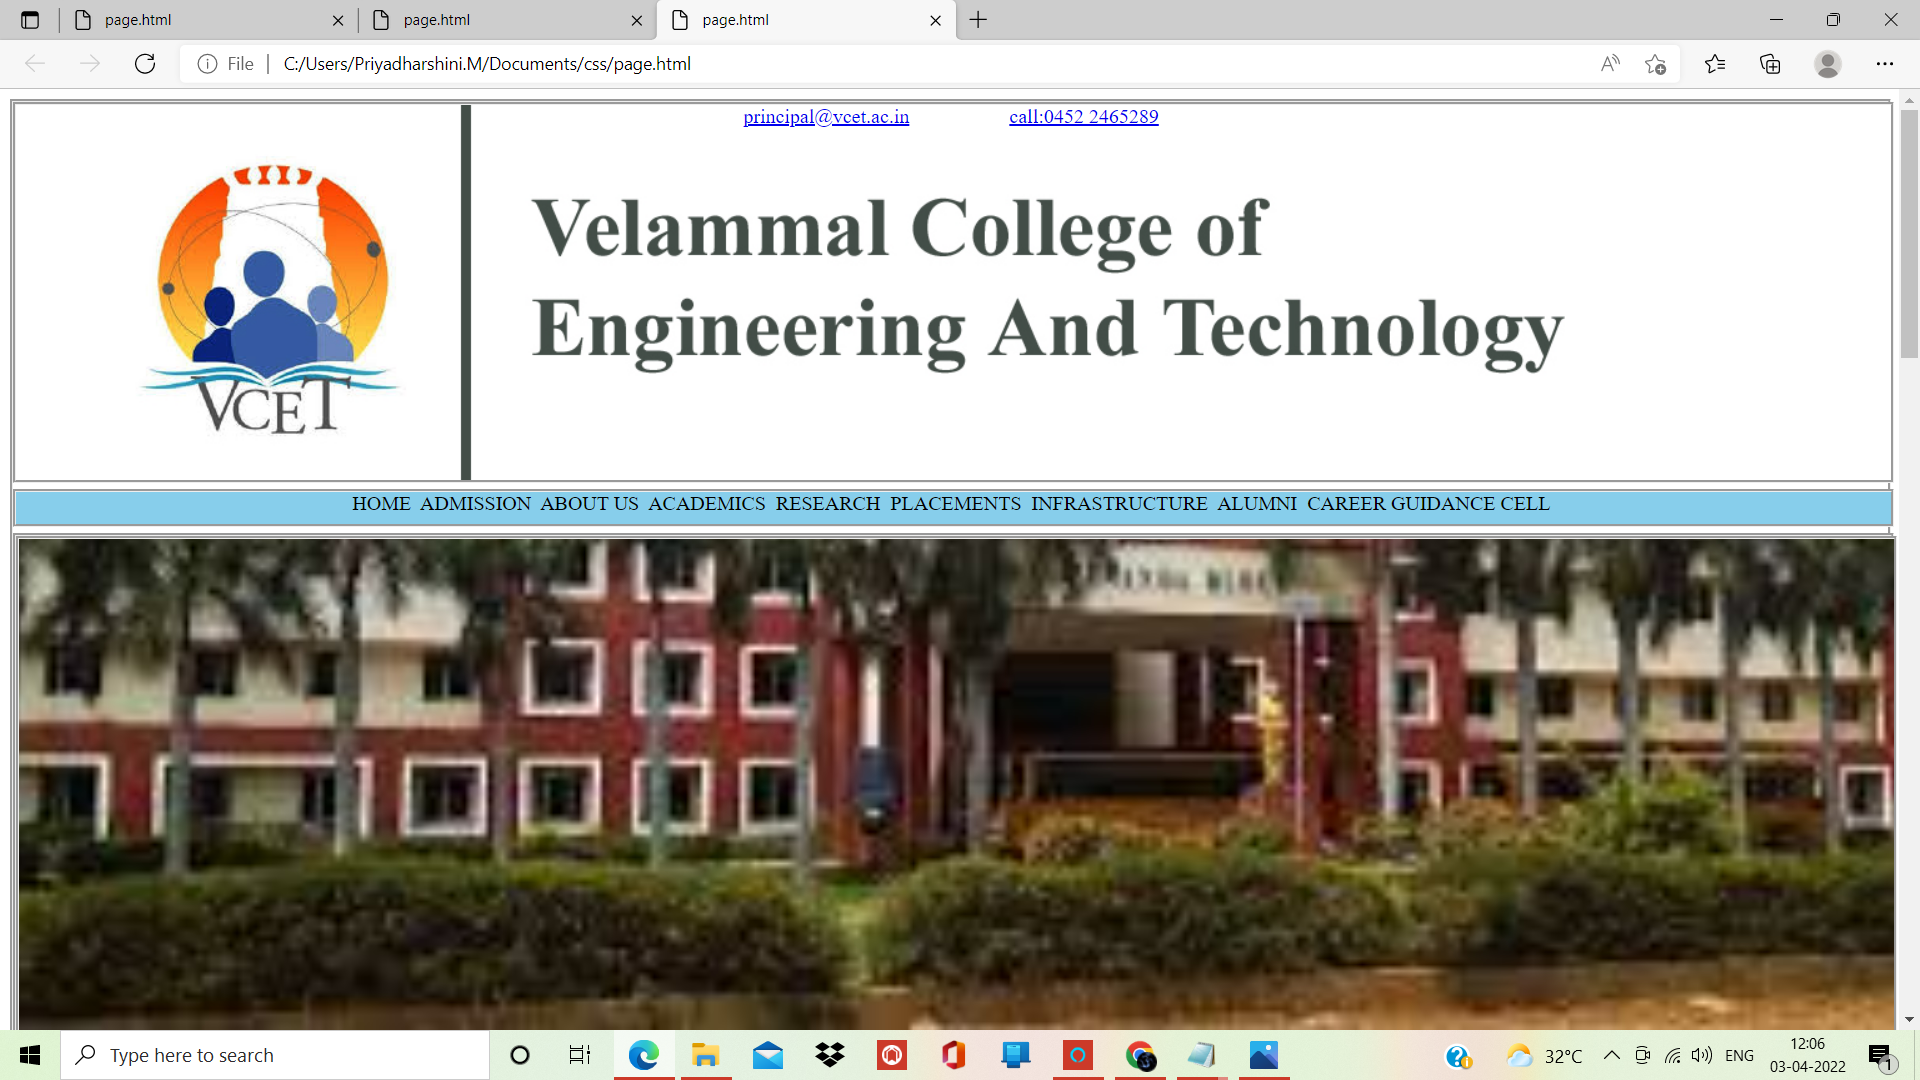 page.html
page.html
page.html
File
C:/Users/Priyadharshini.M/Documents/css/page.html
principal@vcet.ac.in call:0452 2465289
VCET
Velammal College of
Engineering And Technology
HOME ADMISSION ABOUT US ACADEMICS RESEARCH PLACEMENTS INFRASTRUCTURE ALUMNI CAREER GUIDANCE CELL
Type here to search
32°C
ENG
12:06
03-04-2022
1